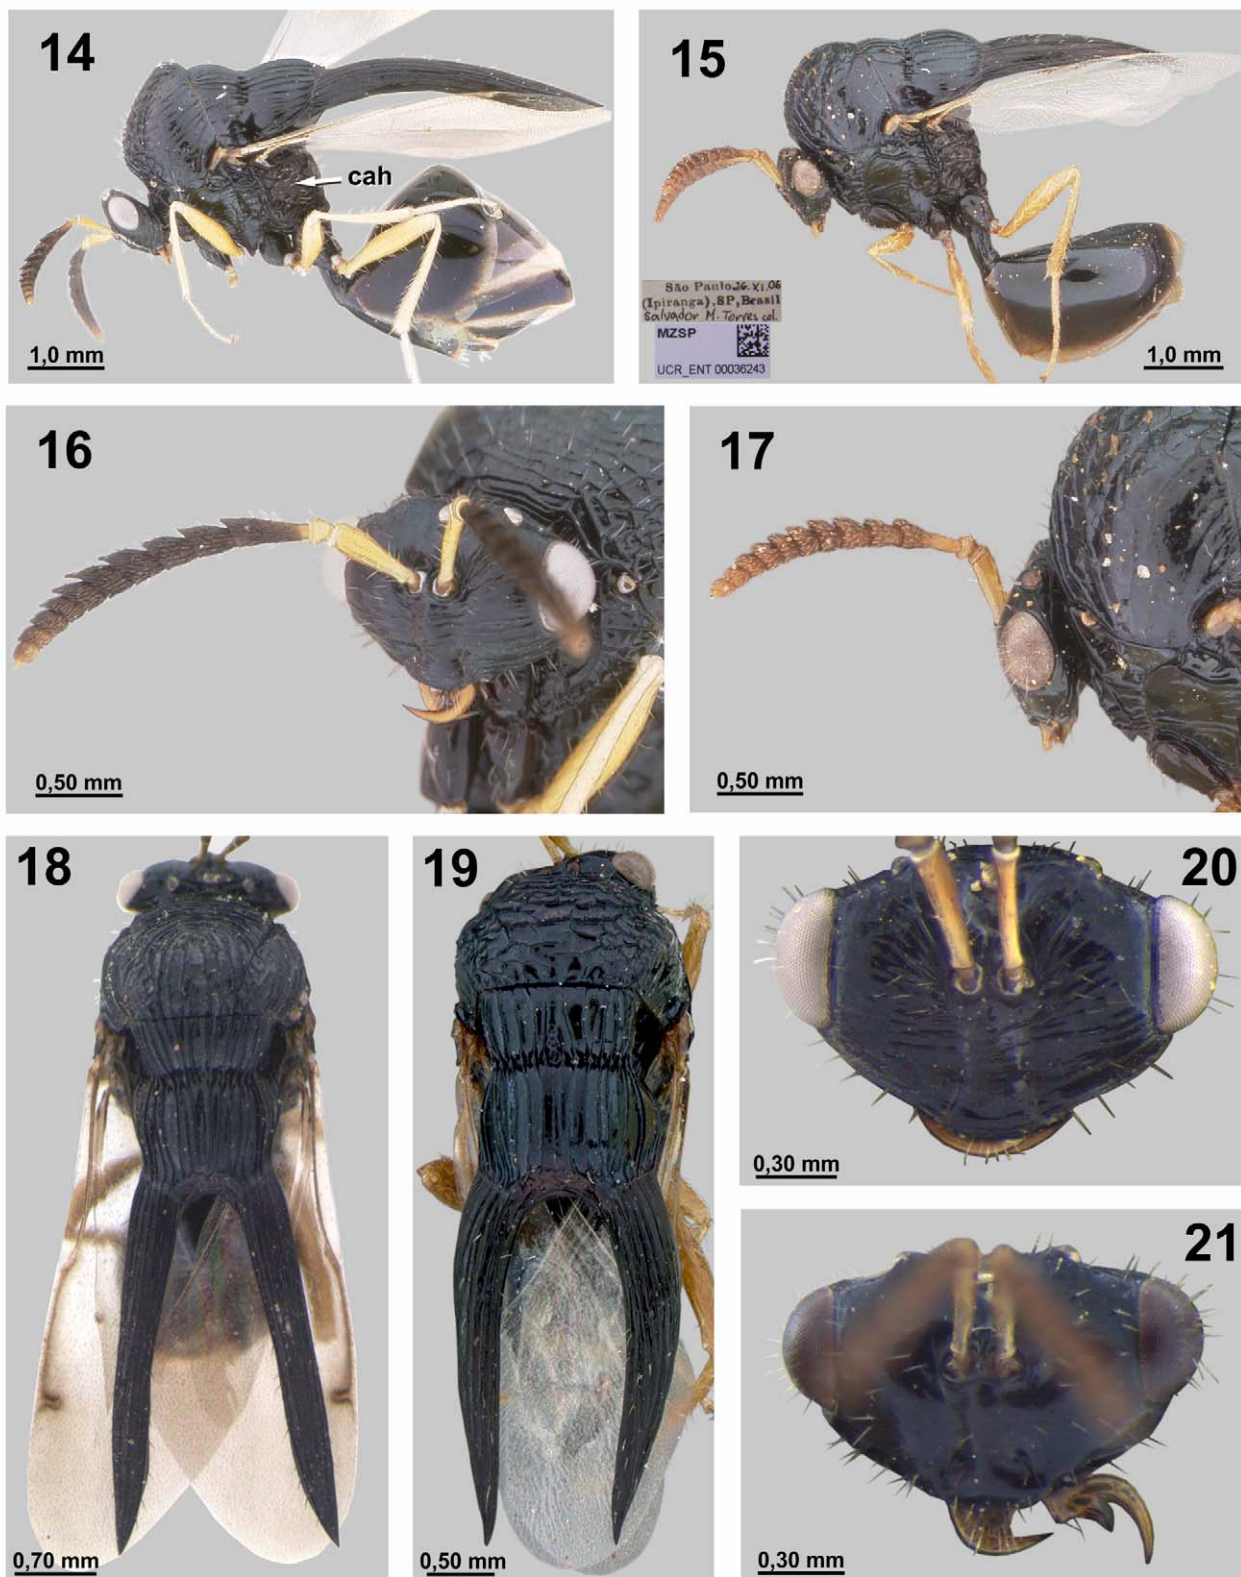 14
cah
1,0 mm
15
São Paulo 26.XI.06
(Ipiranga), SP, Brasil
Salvador M. Torres col.
MZSP
UCR_ENT 00036243
1,0 mm
16
0,50 mm
17
0,50 mm
18
0,70 mm
19
0,50 mm
20
0,30 mm
21
0,30 mm